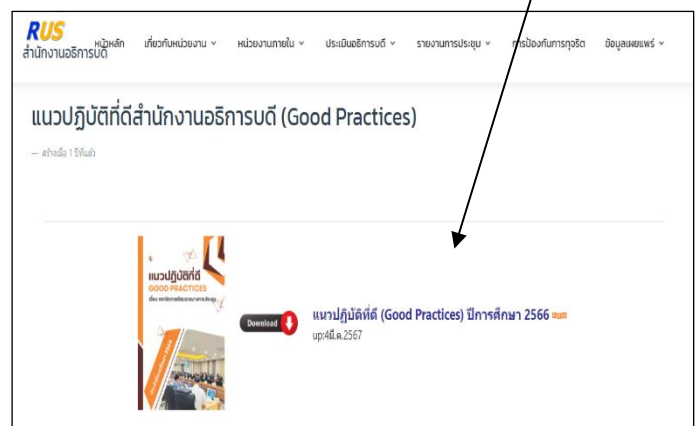 RUS
สำนักงานอธิการบดี
หน้าหลัก เกี่ยวกับหน่วยงาน หน่วยงานภายใน ประเมินอธิการบดี รายงานการประชุม การป้องกันการทุจริต ข้อมูลเผยแพร่
แนวปฏิบัติที่ดีสำนักงานอธิการบดี (Good Practices)
— สร้างเมื่อ 1 ปีที่แล้ว
แนวปฏิบัติที่ดี
GOOD PRACTICES
Download
แนวปฏิบัติที่ดี (Good Practices) ปีการศึกษา 2566
up:4มี.ค.2567